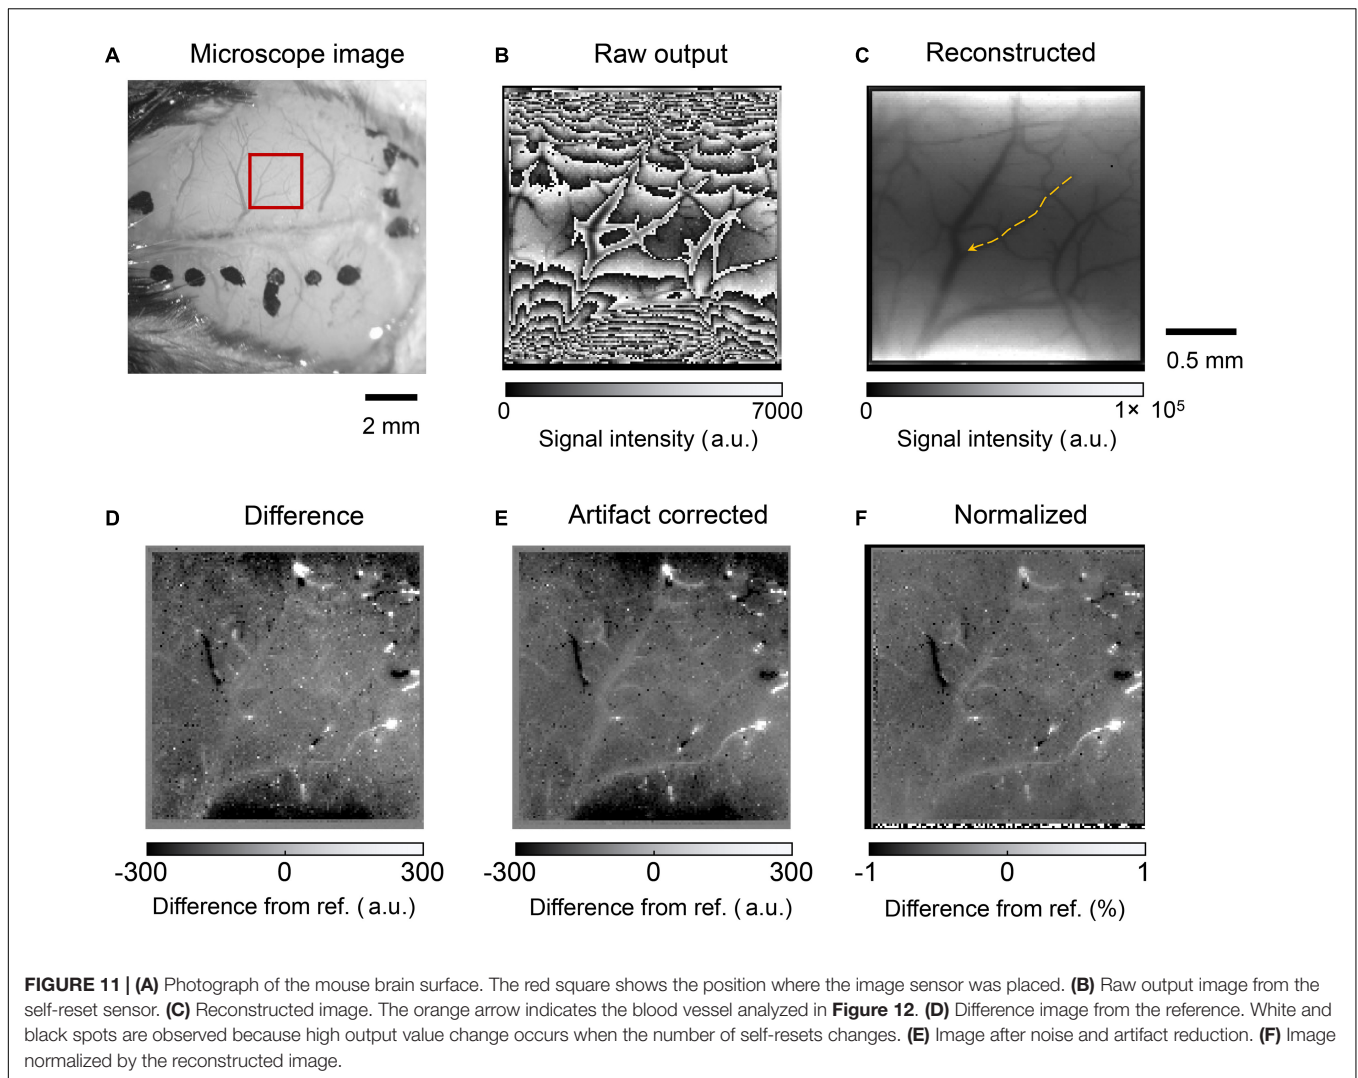 A Microscope image
B Raw output
C Reconstructed
2 mm
0 7000
Signal intensity (a.u.)
0 1× 10⁵
Signal intensity (a.u.)
0.5 mm
D Difference
E Artifact corrected
F Normalized
-300 0 300
Difference from ref. (a.u.)
-300 0 300
Difference from ref. (a.u.)
-1 0 1
Difference from ref. (%)
FIGURE 11 | (A) Photograph of the mouse brain surface. The red square shows the position where the image sensor was placed. (B) Raw output image from the
self-reset sensor. (C) Reconstructed image. The orange arrow indicates the blood vessel analyzed in Figure 12. (D) Difference image from the reference. White and
black spots are observed because high output value change occurs when the number of self-resets changes. (E) Image after noise and artifact reduction. (F) Image
normalized by the reconstructed image.